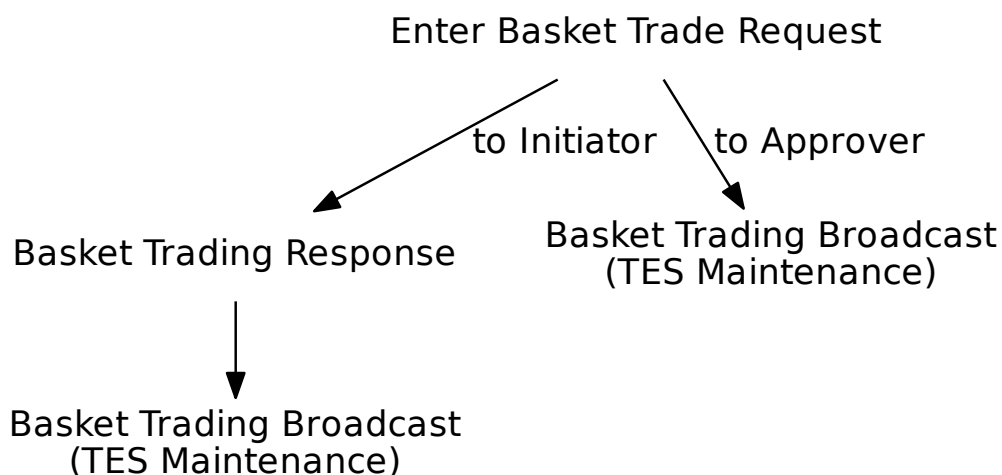 Enter Basket Trade Request
to Initiator
to Approver
Basket Trading Response
Basket Trading Broadcast
(TES Maintenance)
Basket Trading Broadcast
(TES Maintenance)